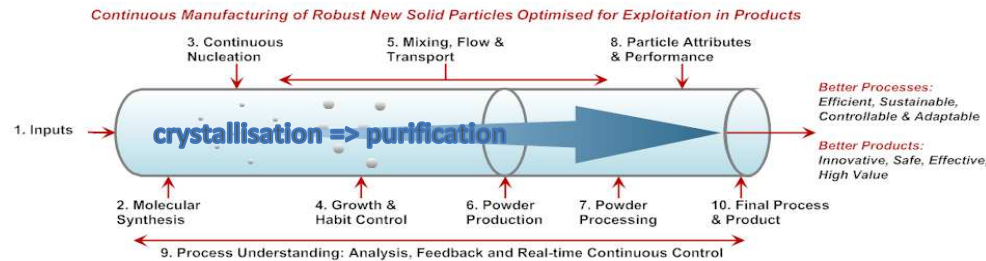 Continuous Manufacturing of Robust New Solid Particles Optimised for Exploitation in Products
3. Continuous
Nucleation
5. Mixing, Flow &
Transport
8. Particle Attributes
& Performance
1. Inputs
crystallisation => purification
Better Processes:
Efficient, Sustainable,
Controllable & Adaptable
Better Products:
Innovative, Safe, Effective,
High Value
2. Molecular
Synthesis
4. Growth &
Habit Control
6. Powder
Production
7. Powder
Processing
10. Final Process
& Product
9. Process Understanding: Analysis, Feedback and Real-time Continuous Control